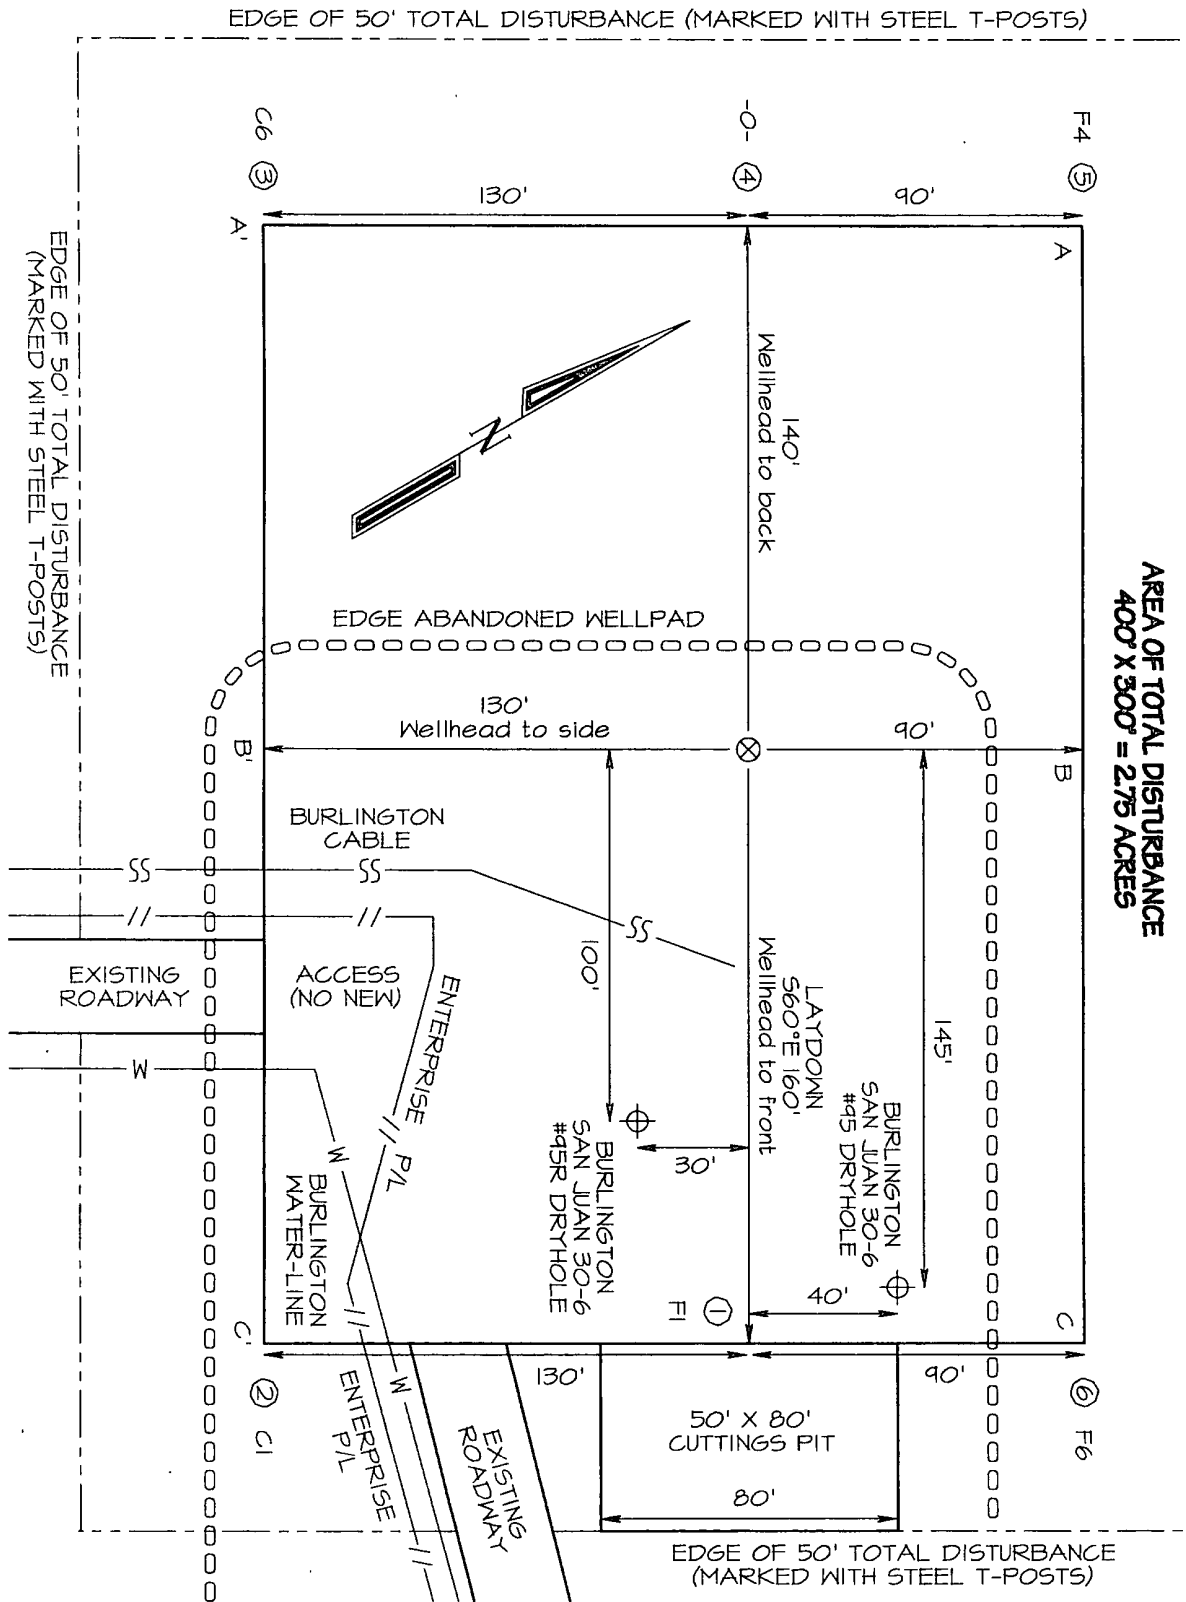 EDGE OF 50' TOTAL DISTURBANCE (MARKED WITH STEEL T-POSTS)
C6 ③
-0- ④
F4 ⑤
130'
90'
A'
A
EDGE OF 50' TOTAL DISTURBANCE
(MARKED WITH STEEL T-POSTS)
140'
Wellhead to back
N
AREA OF TOTAL DISTURBANCE
400' X 300' = 2.75 ACRES
EDGE ABANDONED WELLPAD
130'
Wellhead to side
90'
B'
B
BURLINGTON
CABLE
SS
SS
SS
//
//
100'
EXISTING
ROADWAY
ACCESS
(NO NEW)
ENTERPRISE // P/L
LAYDOWN
S60°E 160'
Wellhead to front
145'
W
W
BURLINGTON
WATER-LINE
30'
BURLINGTON
SAN JUAN 30-6
#95R DRYHOLE
BURLINGTON
SAN JUAN 30-6
#95 DRYHOLE
40'
F1 ①
C'
C
//
130'
90'
② C1
⑥ F6
W
ENTERPRISE
P/L
//
EXISTING
ROADWAY
50' X 80'
CUTTINGS PIT
80'
EDGE OF 50' TOTAL DISTURBANCE
(MARKED WITH STEEL T-POSTS)